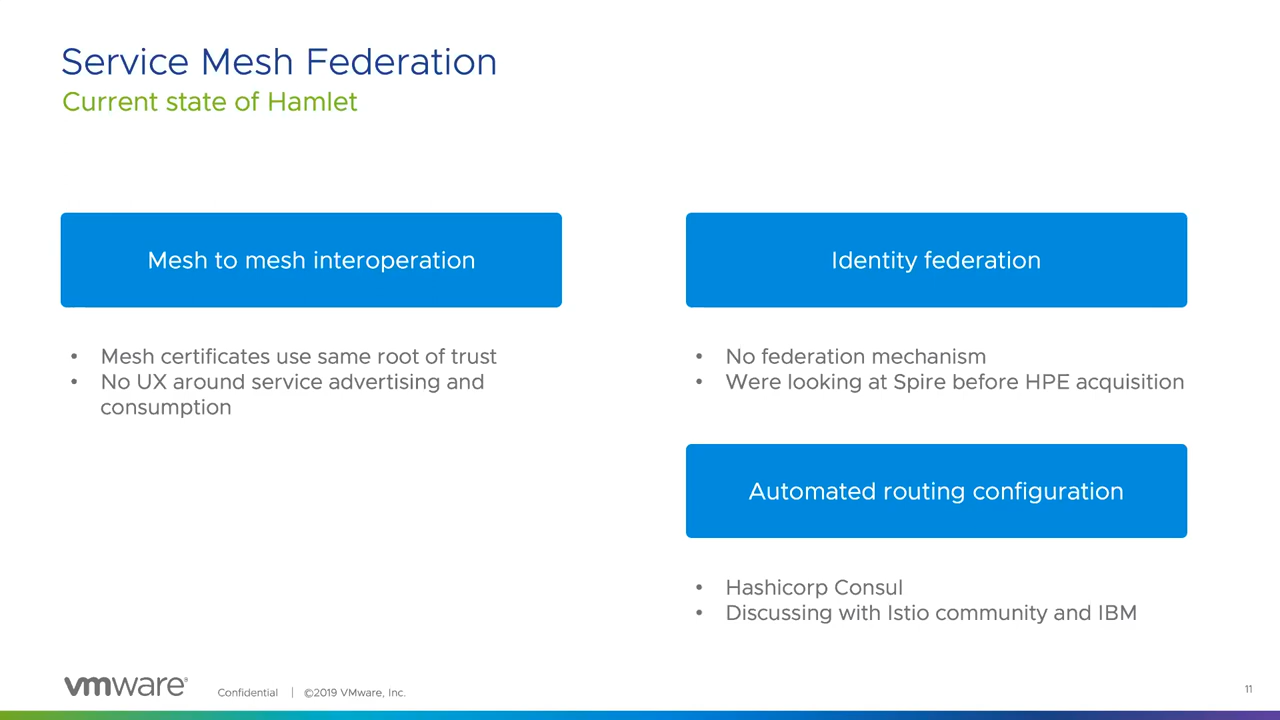 Service Mesh Federation
Current state of Hamlet
Mesh to mesh interoperation
• Mesh certificates use same root of trust
• No UX around service advertising and
consumption
Identity federation
• No federation mechanism
• Were looking at Spire before HPE acquisition
Automated routing configuration
• Hashicorp Consul
• Discussing with Istio community and IBM
vmware®
Confidential | ©2019 VMware, Inc.
11